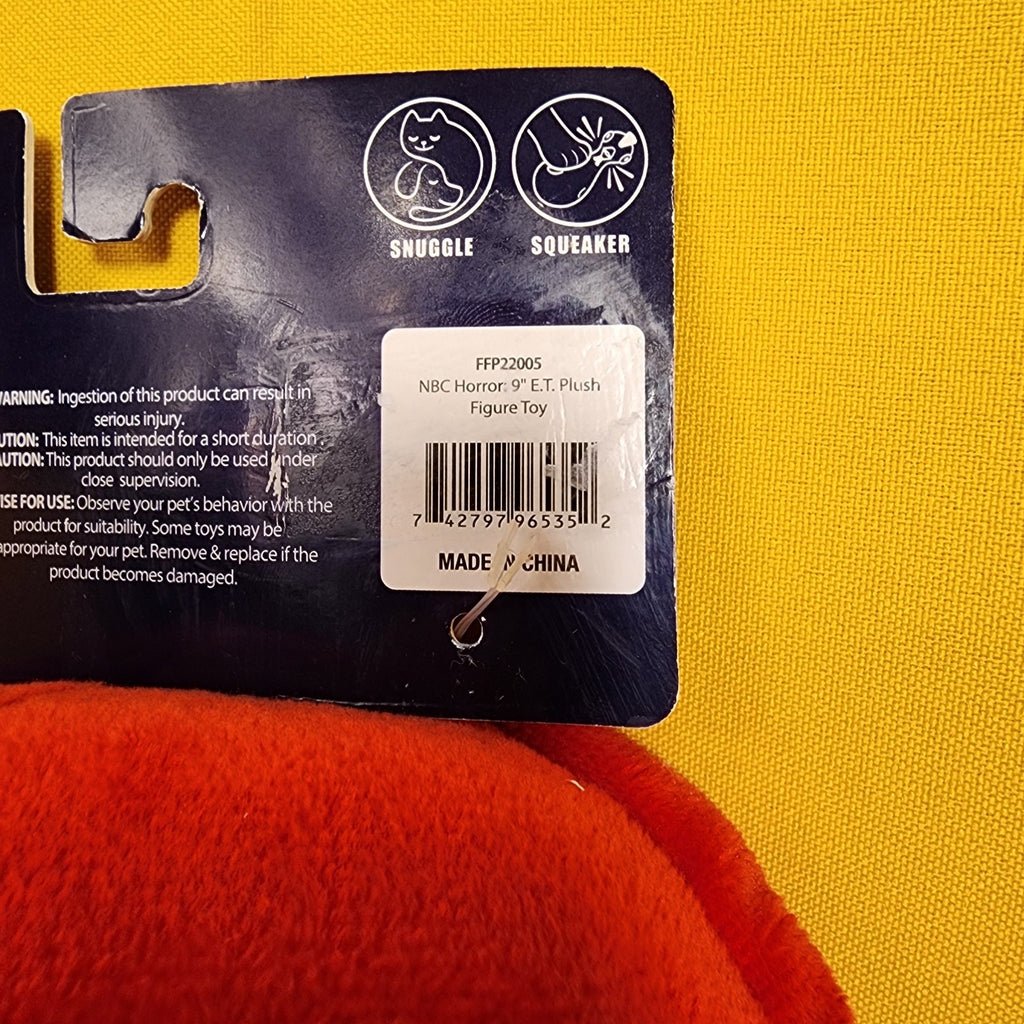 SNUGGLE
SQUEAKER
FFP22005
NBC Horror: 9" E.T. Plush
Figure Toy
7 42797 96535 2
MADE IN CHINA
WARNING: Ingestion of this product can result in
serious injury.
UTION: This item is intended for a short duration.
AUTION: This product should only be used under
close supervision.
ISE FOR USE: Observe your pet's behavior with the
product for suitability. Some toys may be
appropriate for your pet. Remove & replace if the
product becomes damaged.